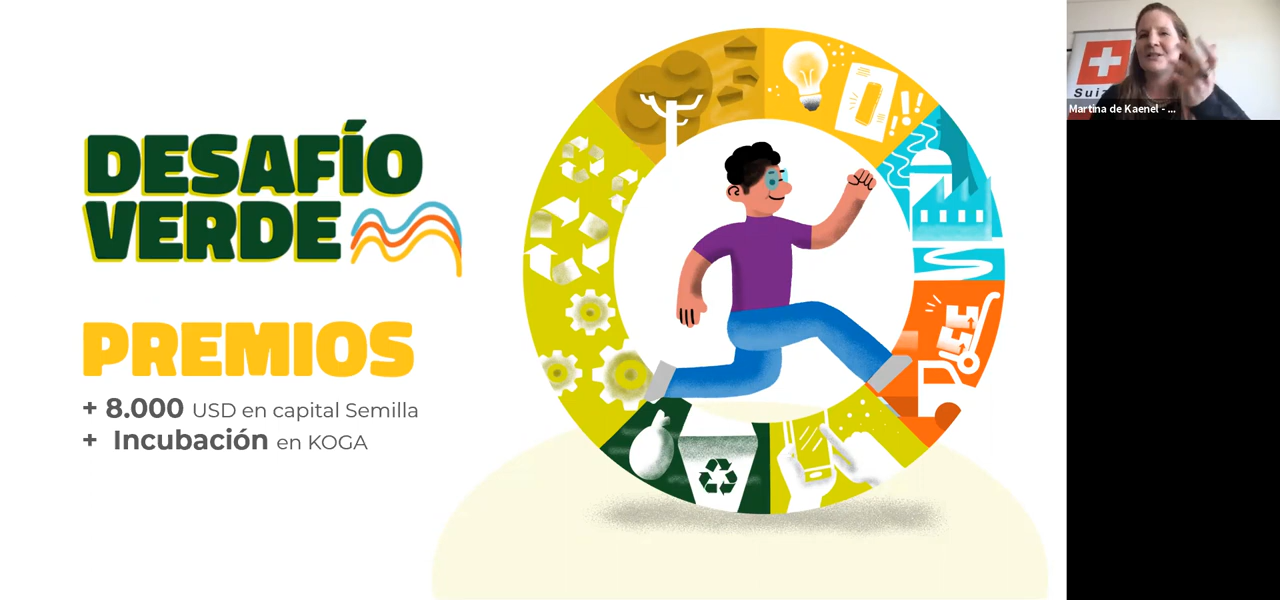 DESAFÍO
VERDE
PREMIOS
+ 8.000 USD en capital Semilla
+ Incubación en KOGA
Martina de Kaenel - ...